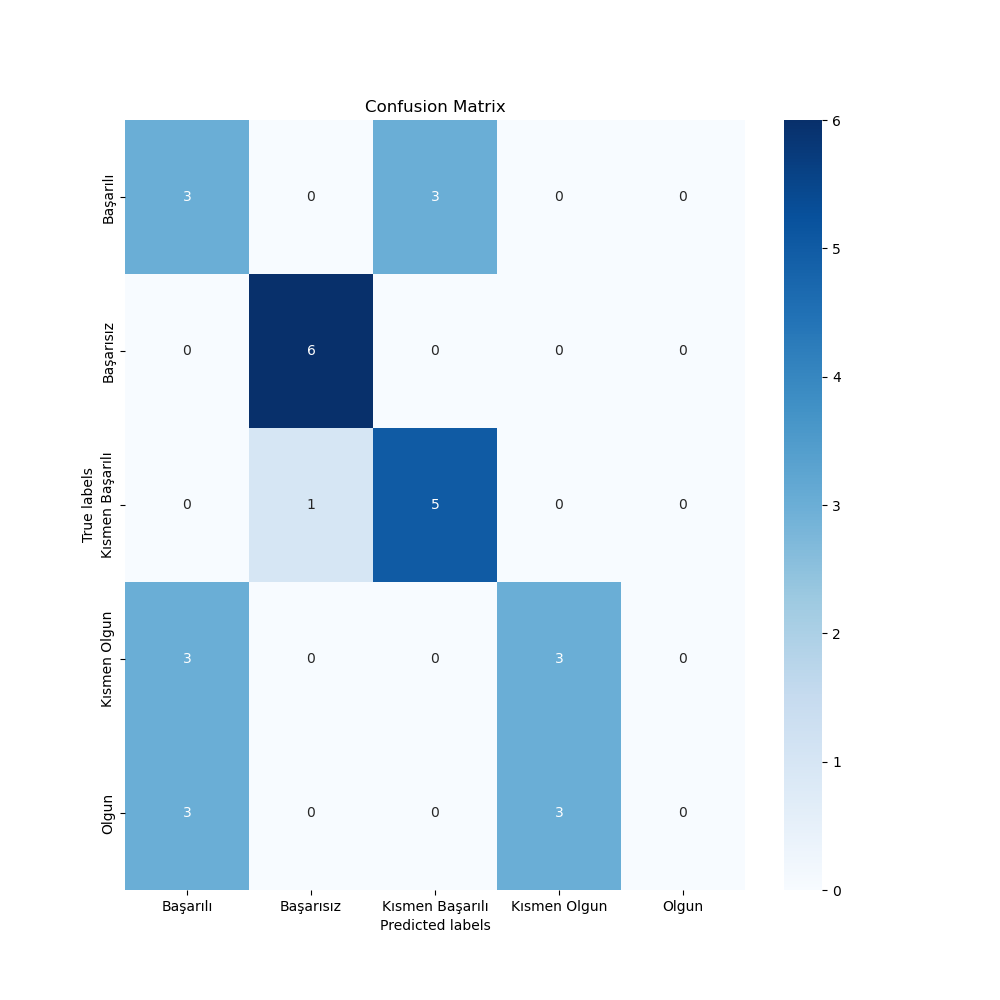 Confusion Matrix
True labels
Başarılı
3 0 3 0 0
Başarısız
0 6 0 0 0
Kısmen Başarılı
0 1 5 0 0
Kısmen Olgun
3 0 0 3 0
Olgun
3 0 0 3 0
Başarılı Başarısız Kısmen Başarılı Kısmen Olgun Olgun
Predicted labels
6
5
4
3
2
1
0